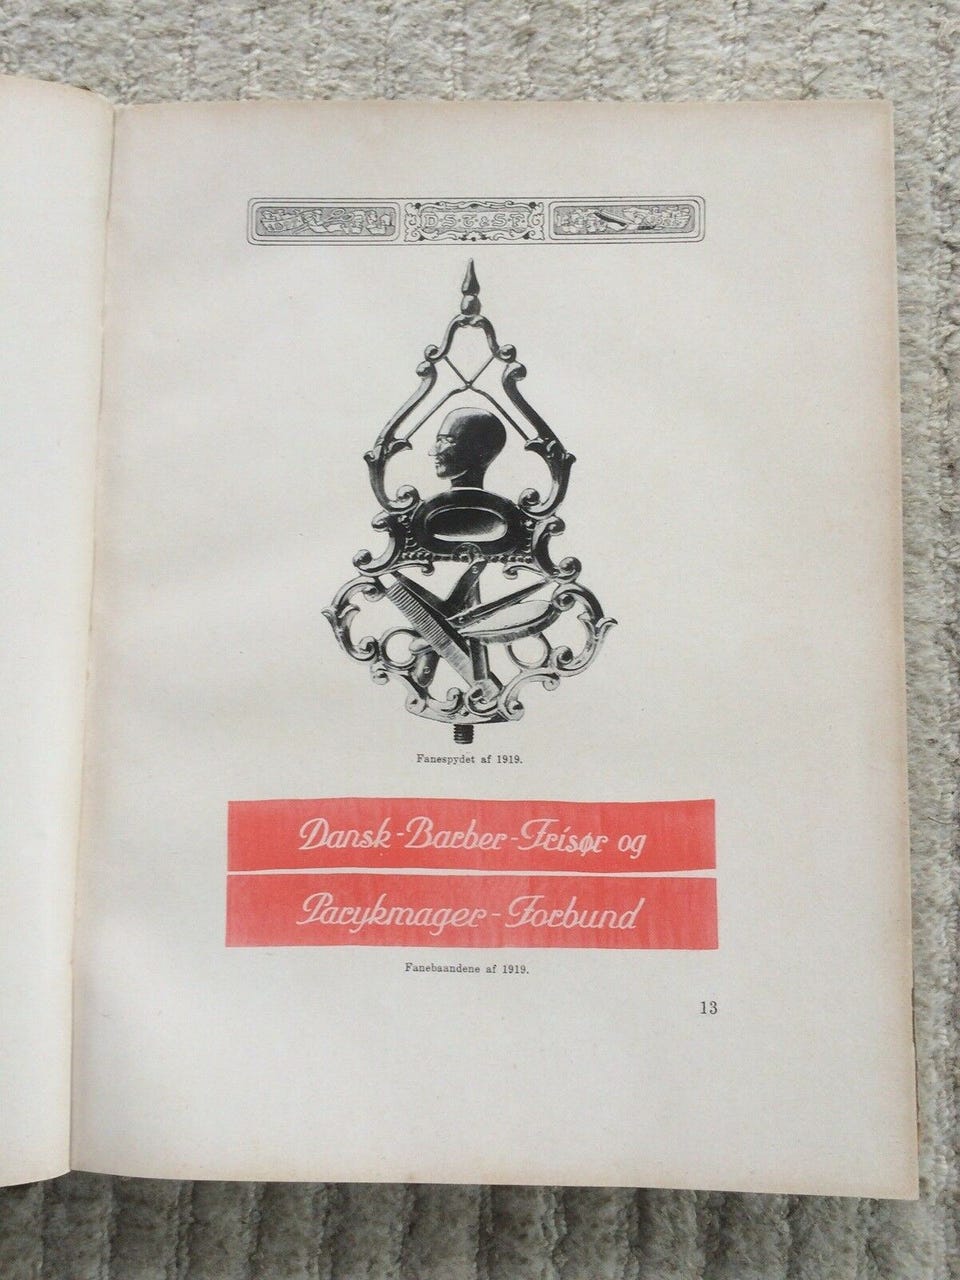 D.S.F. & S.F.
Fanespydet af 1919.
Dansk-Barber-Frisør og
Parykmager-Forbund
Fanebaandene af 1919.
13